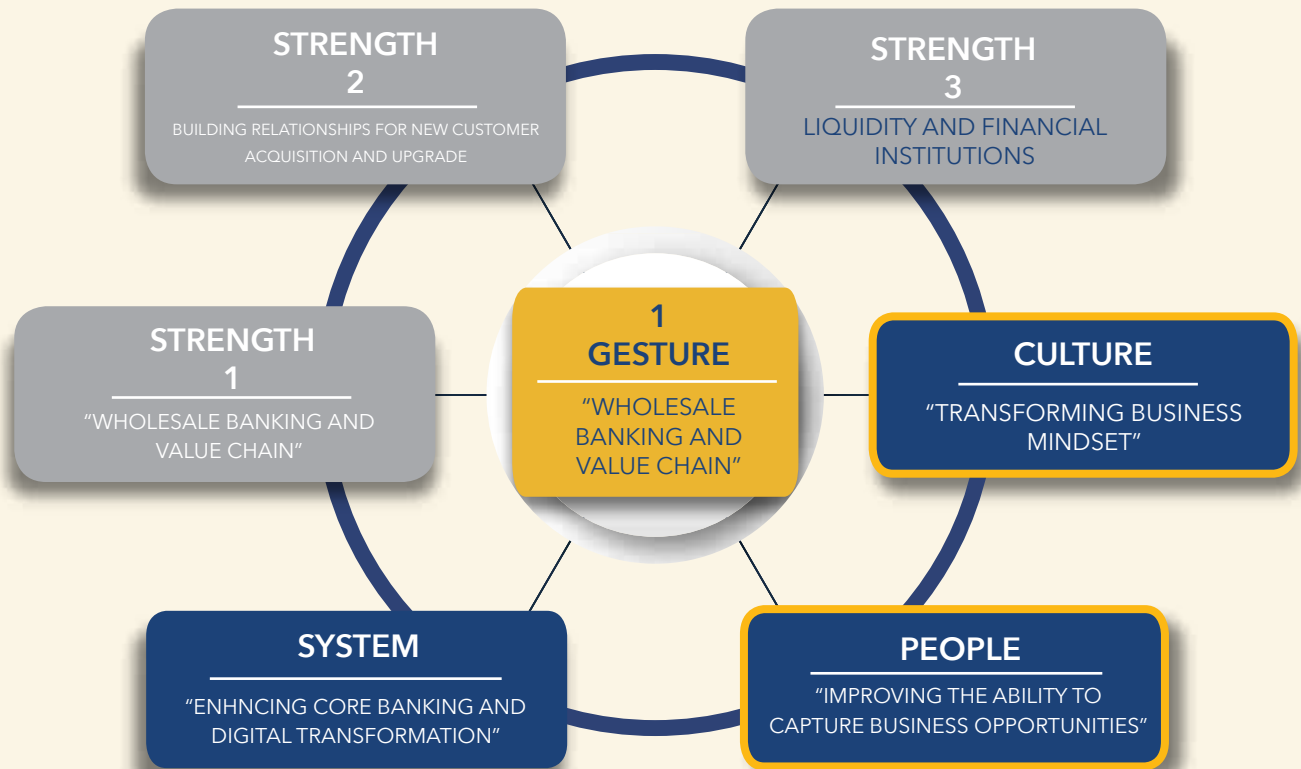 STRENGTH
2
BUILDING RELATIONSHIPS FOR NEW CUSTOMER
ACQUISITION AND UPGRADE
STRENGTH
3
LIQUIDITY AND FINANCIAL
INSTITUTIONS
STRENGTH
1
“WHOLESALE BANKING AND
VALUE CHAIN”
1
GESTURE
“WHOLESALE
BANKING AND
VALUE CHAIN”
CULTURE
“TRANSFORMING BUSINESS
MINDSET”
SYSTEM
“ENHNCING CORE BANKING AND
DIGITAL TRANSFORMATION”
PEOPLE
“IMPROVING THE ABILITY TO
CAPTURE BUSINESS OPPORTUNITIES”